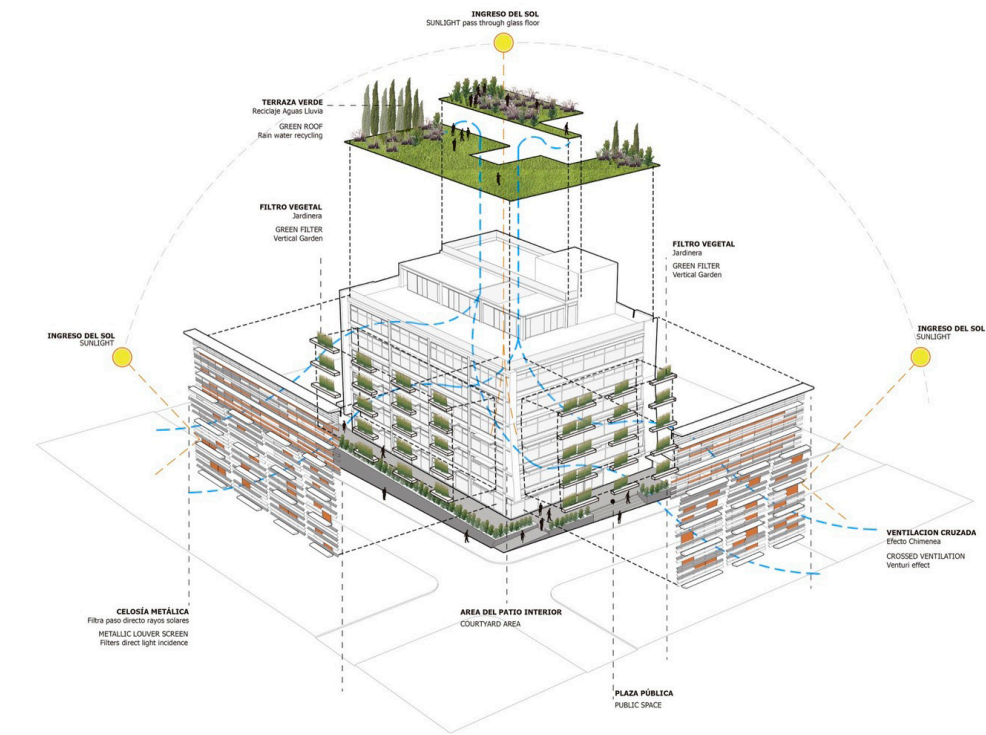 INGRESO DEL SOL
SUNLIGHT pass through glass floor
TERRAZA VERDE
Reciclaje Aguas Lluvia
GREEN ROOF
Rain water recycling
FILTRO VEGETAL
Jardinera
GREEN FILTER
Vertical Garden
FILTRO VEGETAL
Jardinera
GREEN FILTER
Vertical Garden
INGRESO DEL SOL
SUNLIGHT
INGRESO DEL SOL
SUNLIGHT
VENTILACION CRUZADA
Efecto Chimenea
CROSSED VENTILATION
Venturi effect
CELOSÍA METÁLICA
Filtra paso directo rayos solares
METALLIC LOUVER SCREEN
Filters direct light incidence
AREA DEL PATIO INTERIOR
COURTYARD AREA
PLAZA PÚBLICA
PUBLIC SPACE